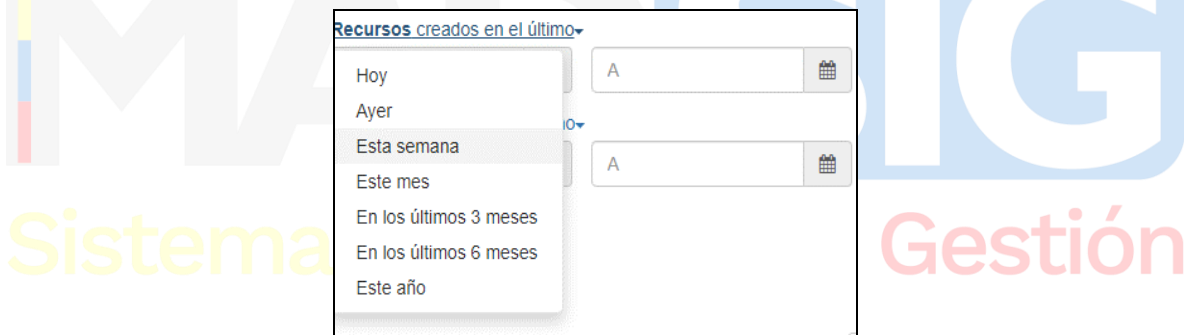 Recursos creados en el último
Hoy
A
Ayer
Esta semana
A
Este mes
En los últimos 3 meses
En los últimos 6 meses
Este año
Sistema
Gestión